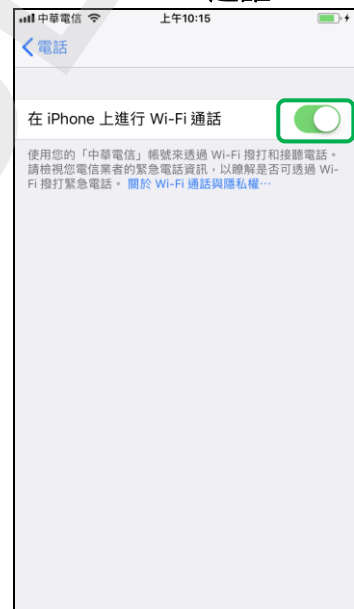 中華電信 上午10:15
電話
在 iPhone 上進行 Wi-Fi 通話
使用您的「中華電信」帳號來透過 Wi-Fi 撥打和接聽電話。
請檢視您電信業者的緊急電話資訊，以瞭解是否可透過 Wi-
Fi 撥打緊急電話。關於 Wi-Fi 通話與隱私權⋯